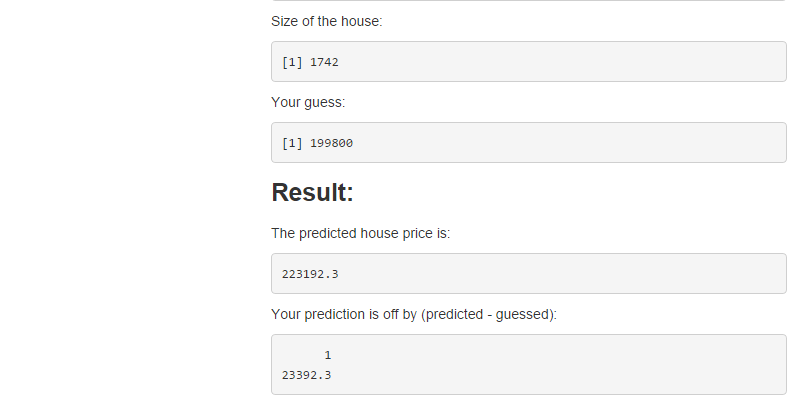 Size of the house:
[1] 1742
Your guess:
[1] 199800
Result:
The predicted house price is:
223192.3
Your prediction is off by (predicted - guessed):
1
23392.3